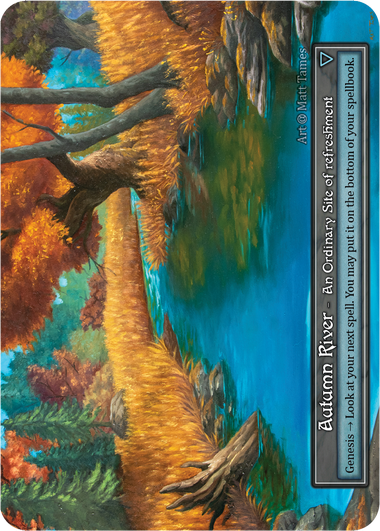 Art @ Matt Tames
Autumn River - An Ordinary Site of refreshment
Genesis → Look at your next spell. You may put it on the bottom of your spellbook.